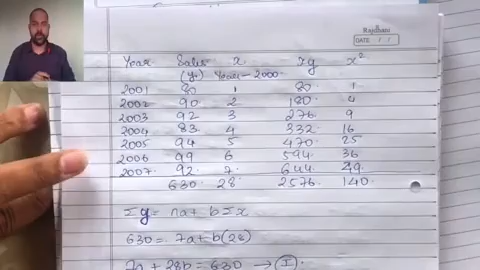 Rajdhani
DATE / /
Year Sales x xy x²
(y) Year-2000
2001 80 1 80 1
2002 90 2 180 4
2003 92 3 276 9
2004 83 4 332 16
2005 94 5 470 25
2006 99 6 594 36
2007 92 7 644 49
630 28 2576 140
Σy = na + bΣx
630 = 7a + b(28)
7a + 28b = 630 → (I)